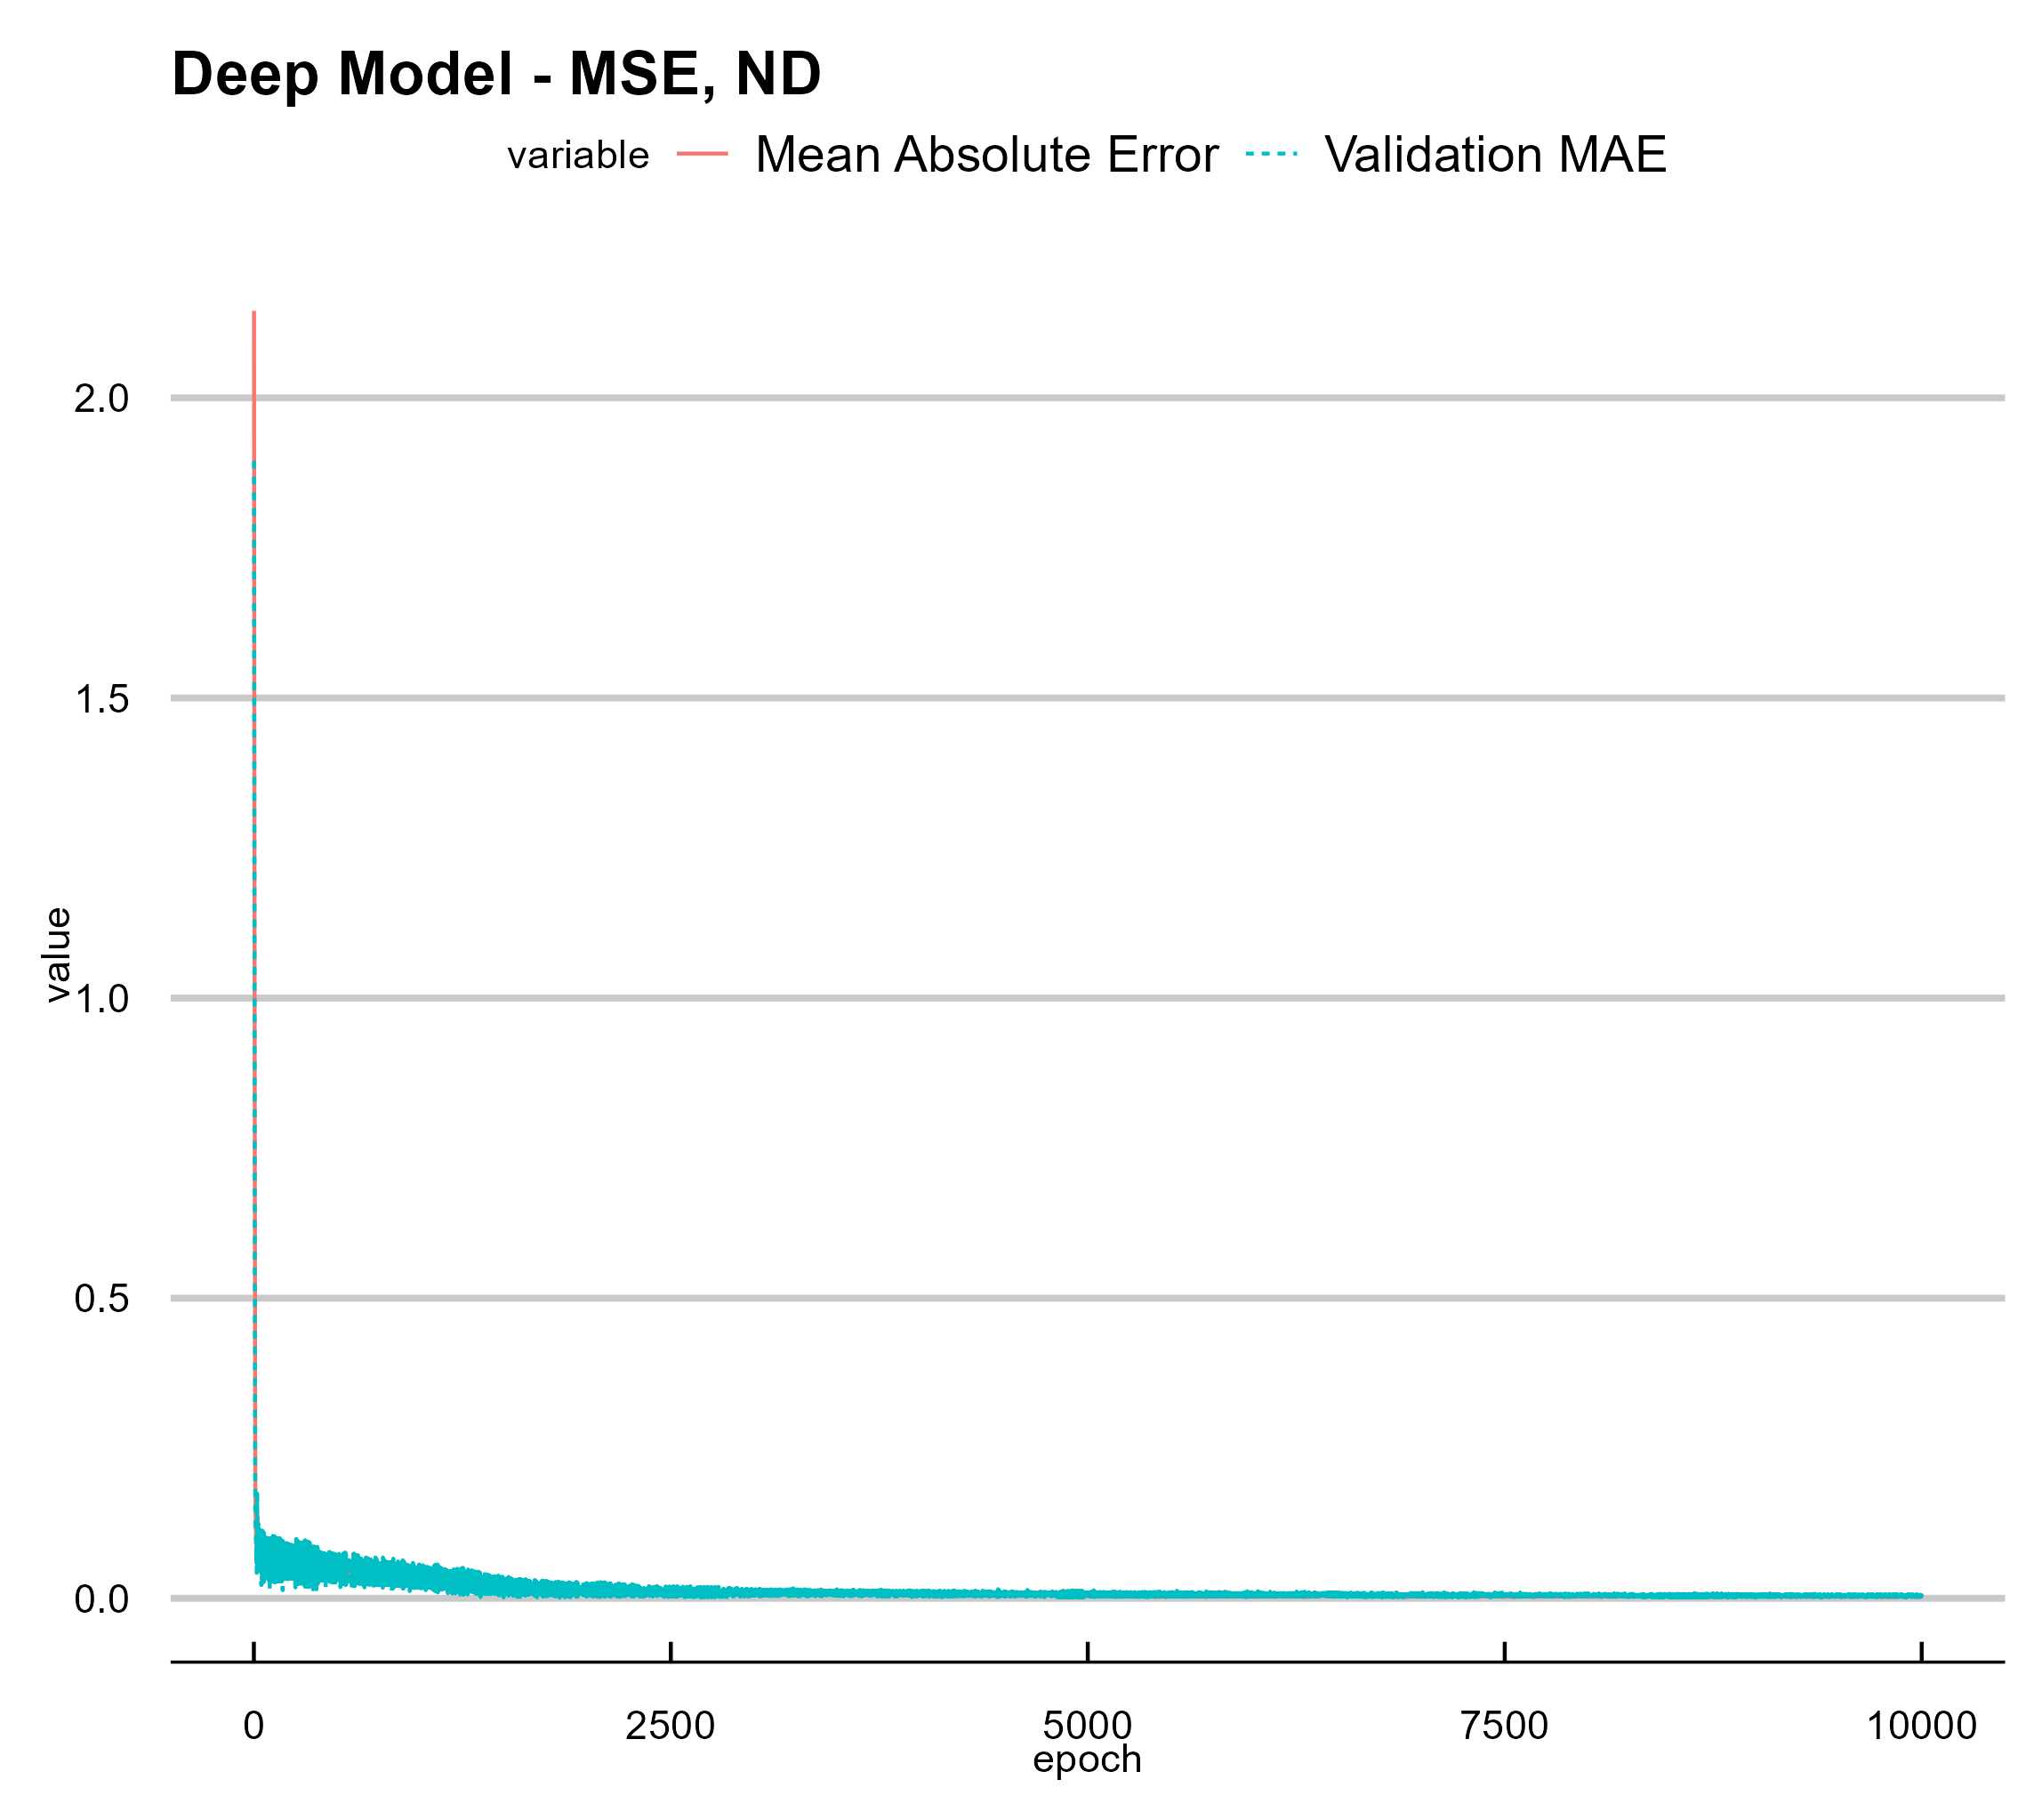 Deep Model - MSE, ND
variable Mean Absolute Error Validation MAE
2.0
1.5
1.0
0.5
0.0
value
0 2500 5000 7500 10000
epoch